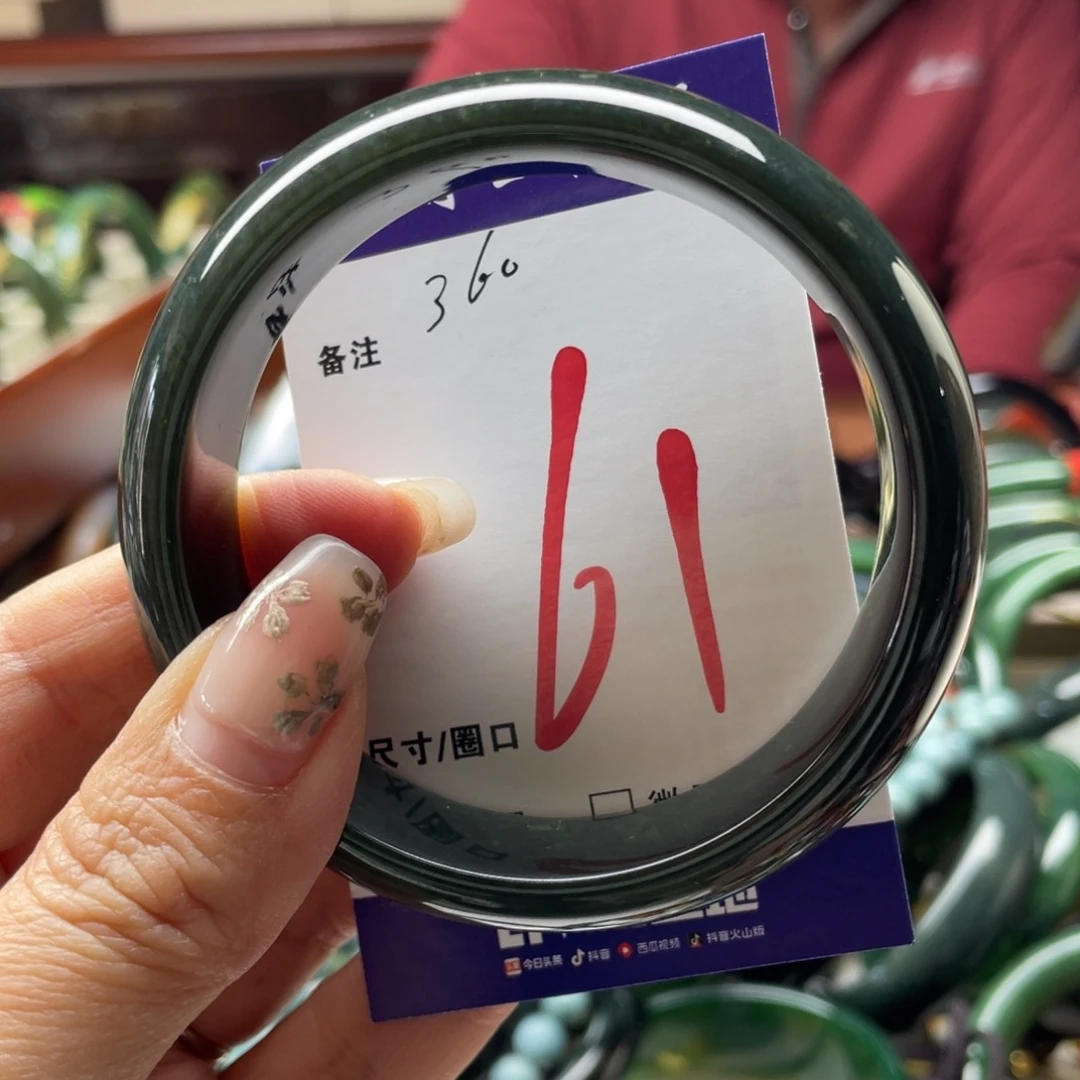 360
备注
61
尺寸/圈口
今日头条 抖音 西瓜视频 抖音火山版